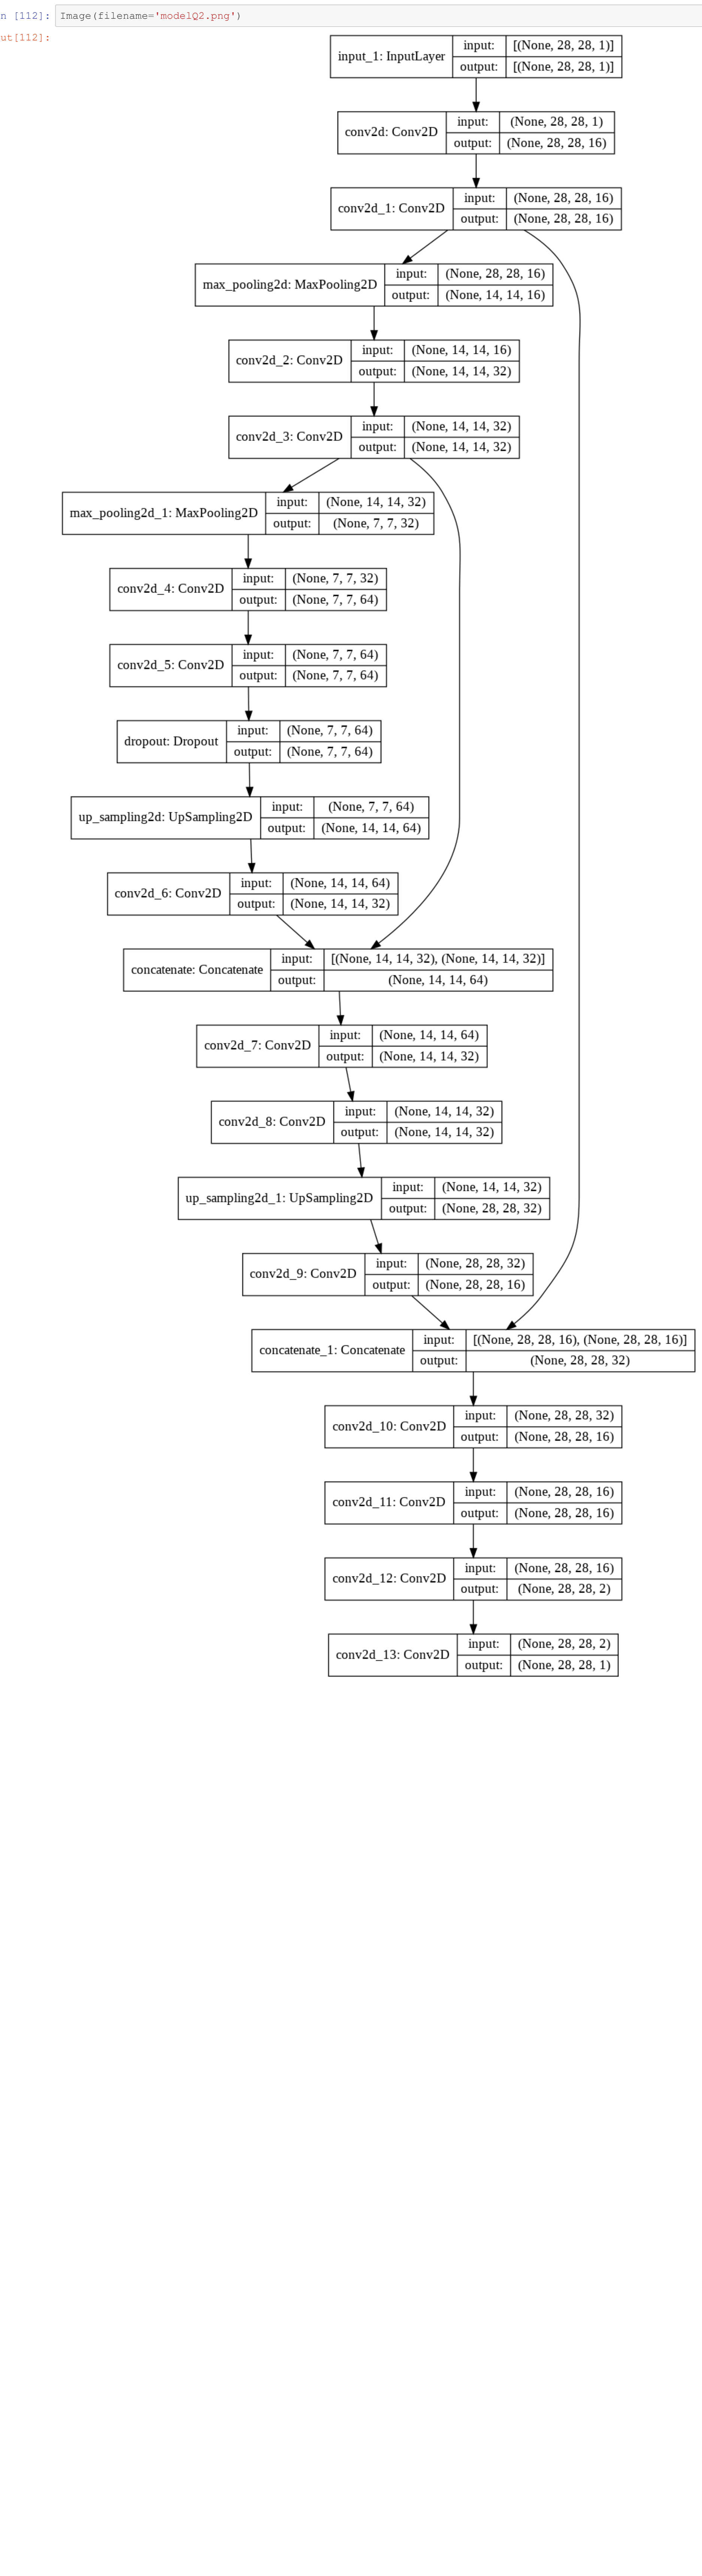 n [112]: Image(filename='modelQ2.png')
ut[112]:
input_1: InputLayer
input: [(None, 28, 28, 1)]
output: [(None, 28, 28, 1)]
conv2d: Conv2D
input: (None, 28, 28, 1)
output: (None, 28, 28, 16)
conv2d_1: Conv2D
input: (None, 28, 28, 16)
output: (None, 28, 28, 16)
max_pooling2d: MaxPooling2D
input: (None, 28, 28, 16)
output: (None, 14, 14, 16)
conv2d_2: Conv2D
input: (None, 14, 14, 16)
output: (None, 14, 14, 32)
conv2d_3: Conv2D
input: (None, 14, 14, 32)
output: (None, 14, 14, 32)
max_pooling2d_1: MaxPooling2D
input: (None, 14, 14, 32)
output: (None, 7, 7, 32)
conv2d_4: Conv2D
input: (None, 7, 7, 32)
output: (None, 7, 7, 64)
conv2d_5: Conv2D
input: (None, 7, 7, 64)
output: (None, 7, 7, 64)
dropout: Dropout
input: (None, 7, 7, 64)
output: (None, 7, 7, 64)
up_sampling2d: UpSampling2D
input: (None, 7, 7, 64)
output: (None, 14, 14, 64)
conv2d_6: Conv2D
input: (None, 14, 14, 64)
output: (None, 14, 14, 32)
concatenate: Concatenate
input: [(None, 14, 14, 32), (None, 14, 14, 32)]
output: (None, 14, 14, 64)
conv2d_7: Conv2D
input: (None, 14, 14, 64)
output: (None, 14, 14, 32)
conv2d_8: Conv2D
input: (None, 14, 14, 32)
output: (None, 14, 14, 32)
up_sampling2d_1: UpSampling2D
input: (None, 14, 14, 32)
output: (None, 28, 28, 32)
conv2d_9: Conv2D
input: (None, 28, 28, 32)
output: (None, 28, 28, 16)
concatenate_1: Concatenate
input: [(None, 28, 28, 16), (None, 28, 28, 16)]
output: (None, 28, 28, 32)
conv2d_10: Conv2D
input: (None, 28, 28, 32)
output: (None, 28, 28, 16)
conv2d_11: Conv2D
input: (None, 28, 28, 16)
output: (None, 28, 28, 16)
conv2d_12: Conv2D
input: (None, 28, 28, 16)
output: (None, 28, 28, 2)
conv2d_13: Conv2D
input: (None, 28, 28, 2)
output: (None, 28, 28, 1)